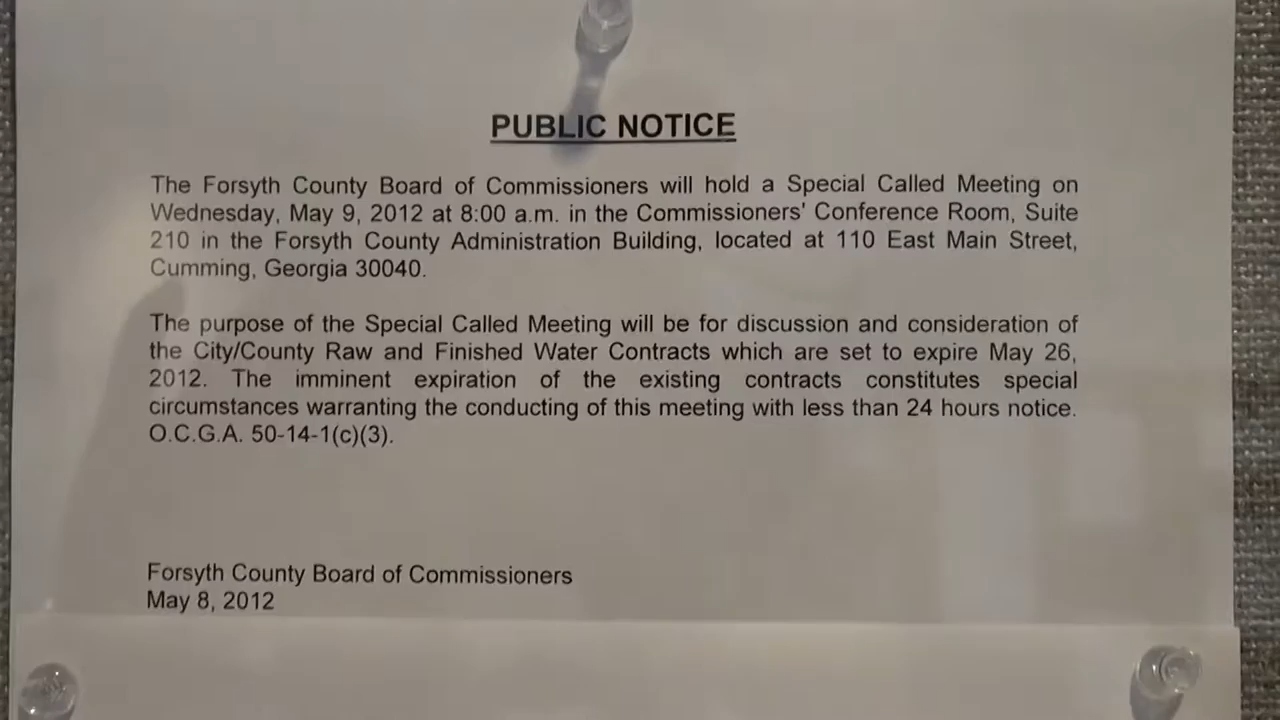 PUBLIC NOTICE
The Forsyth County Board of Commissioners will hold a Special Called Meeting on
Wednesday, May 9, 2012 at 8:00 a.m. in the Commissioners' Conference Room, Suite
210 in the Forsyth County Administration Building, located at 110 East Main Street,
Cumming, Georgia 30040.
The purpose of the Special Called Meeting will be for discussion and consideration of
the City/County Raw and Finished Water Contracts which are set to expire May 26,
2012. The imminent expiration of the existing contracts constitutes special
circumstances warranting the conducting of this meeting with less than 24 hours notice.
O.C.G.A. 50-14-1(c)(3).
Forsyth County Board of Commissioners
May 8, 2012